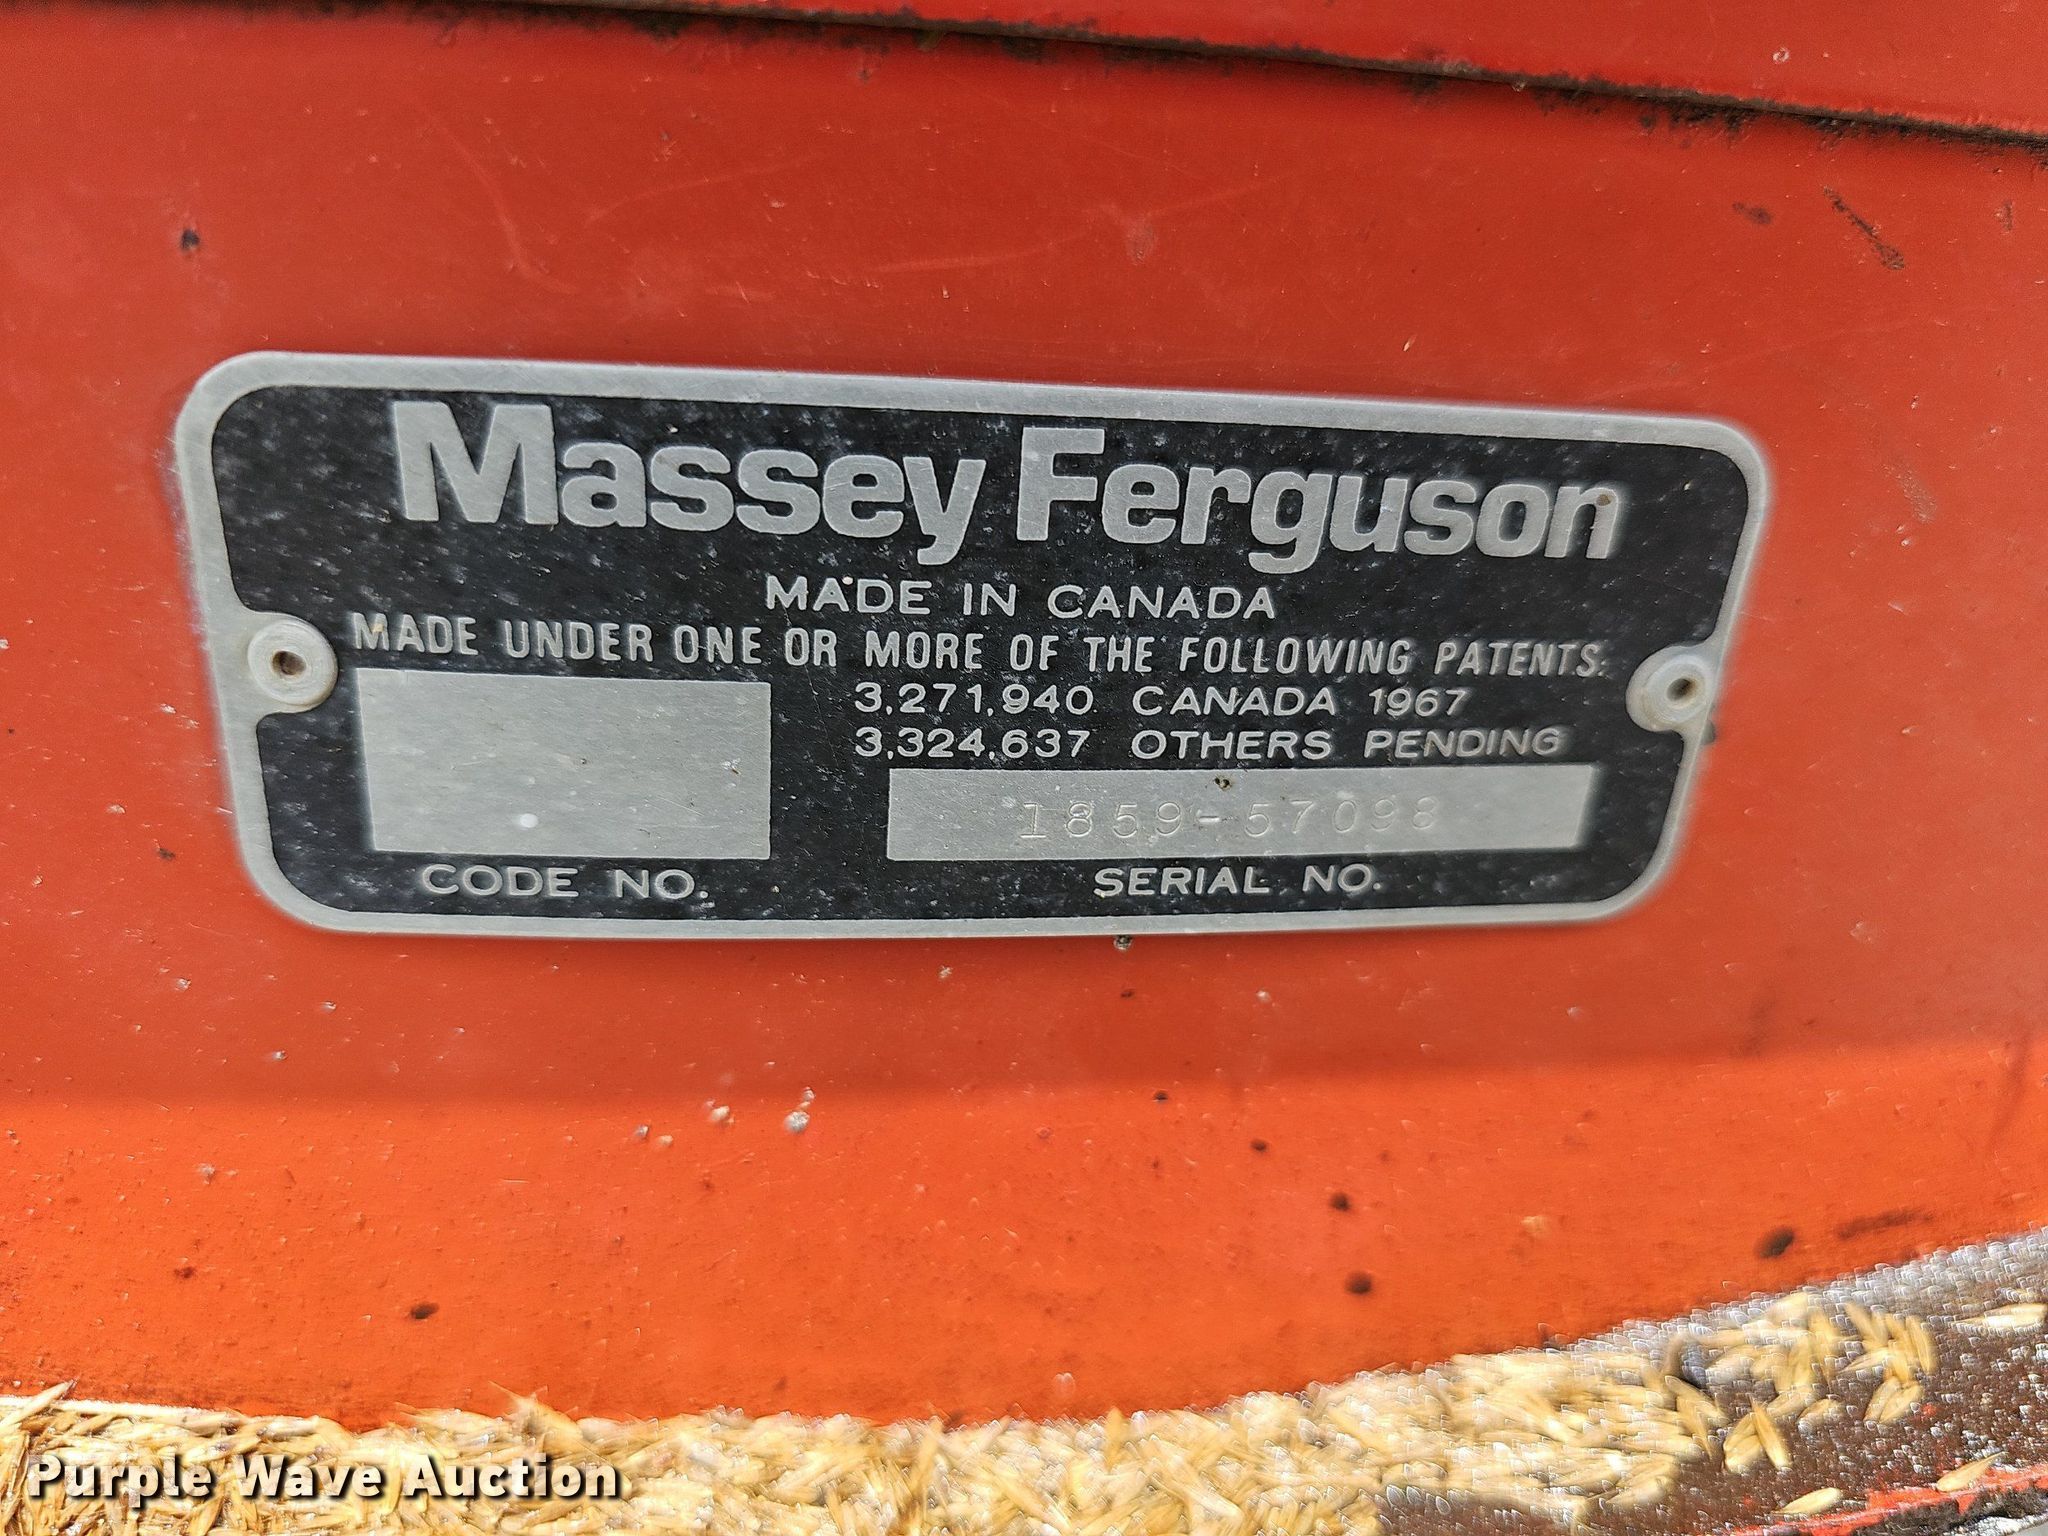 Massey Ferguson
MADE IN CANADA
MADE UNDER ONE OR MORE OF THE FOLLOWING PATENTS:
3,271,940 CANADA 1967
3,324,637 OTHERS PENDING
1859-57098
CODE NO.
SERIAL NO.
Purple Wave Auction